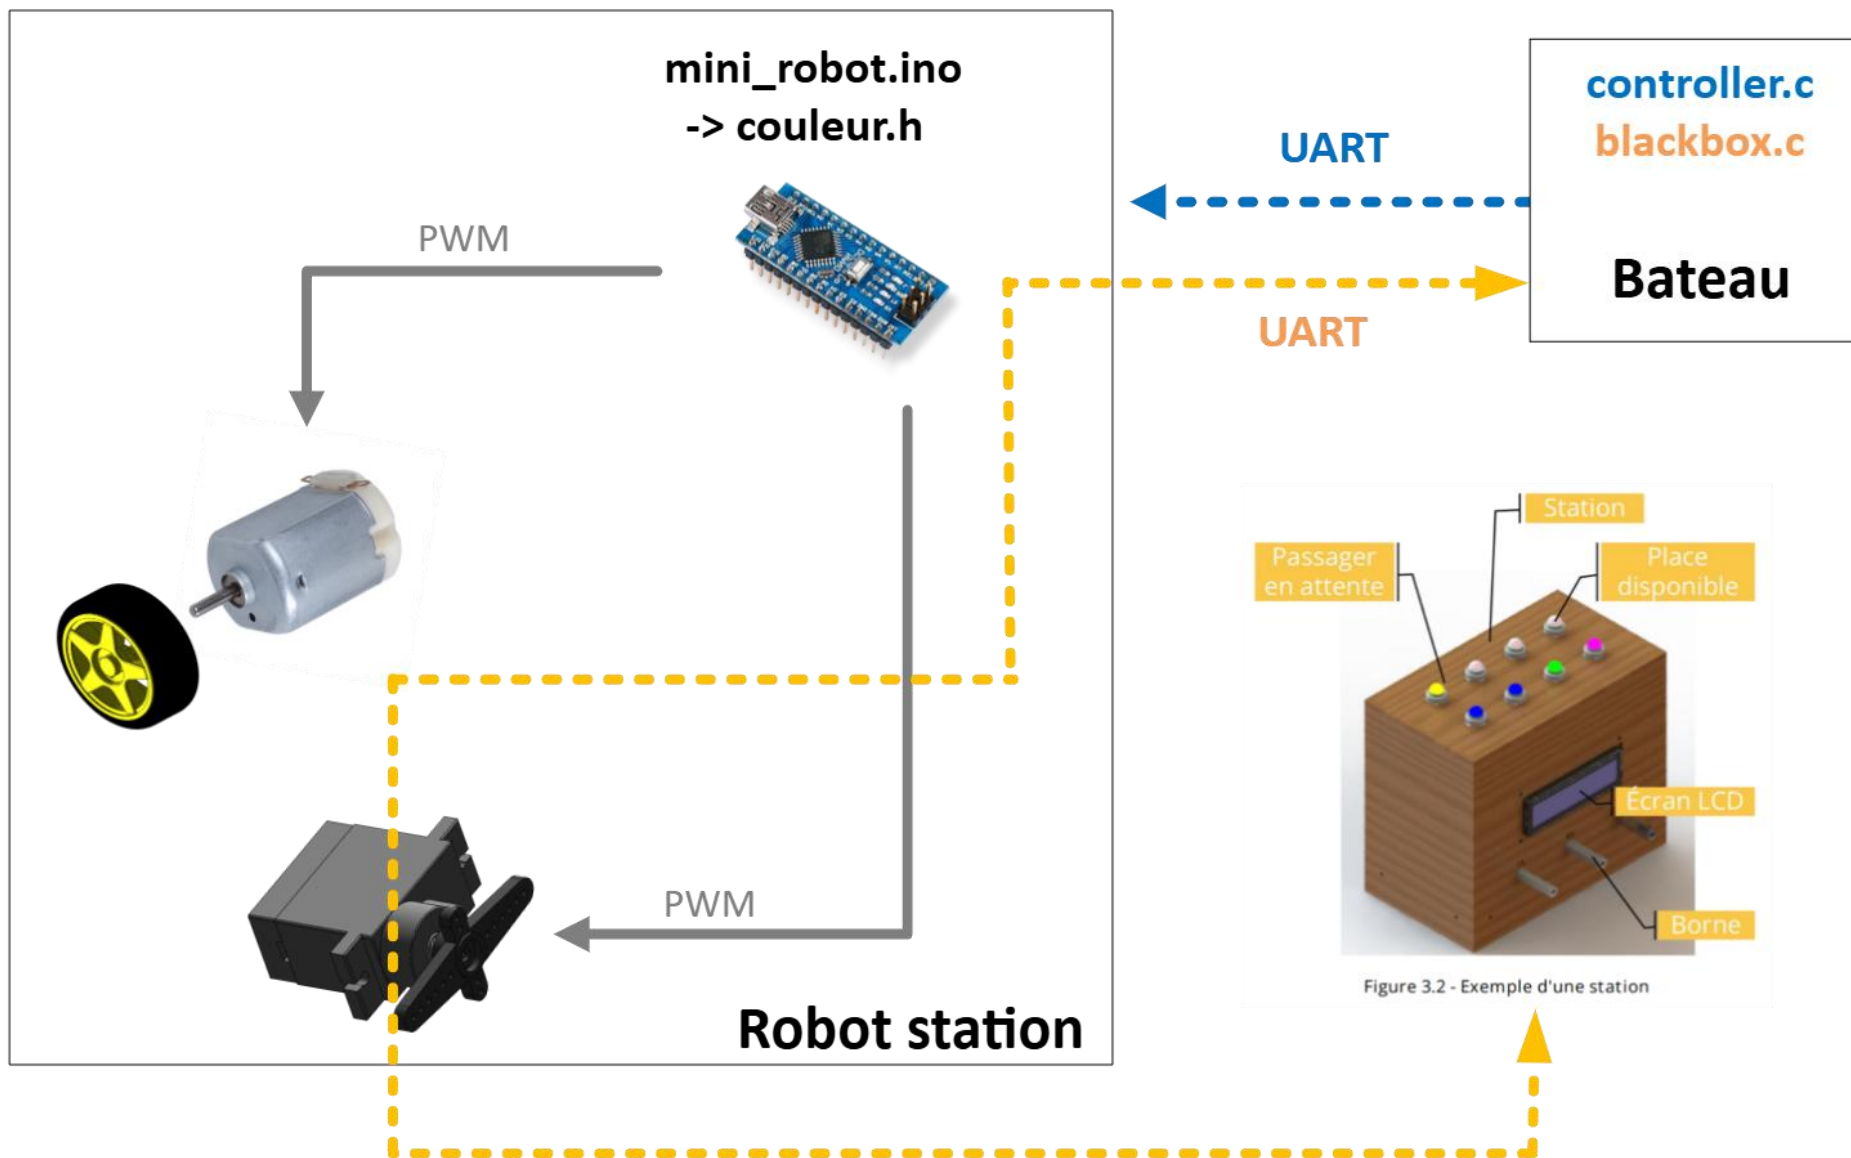 mini_robot.ino
-> couleur.h
controller.c
blackbox.c
UART
PWM
Bateau
UART
Station
Passager
en attente
Place
disponible
Écran LCD
PWM
Borne
Figure 3.2 - Exemple d'une station
Robot station